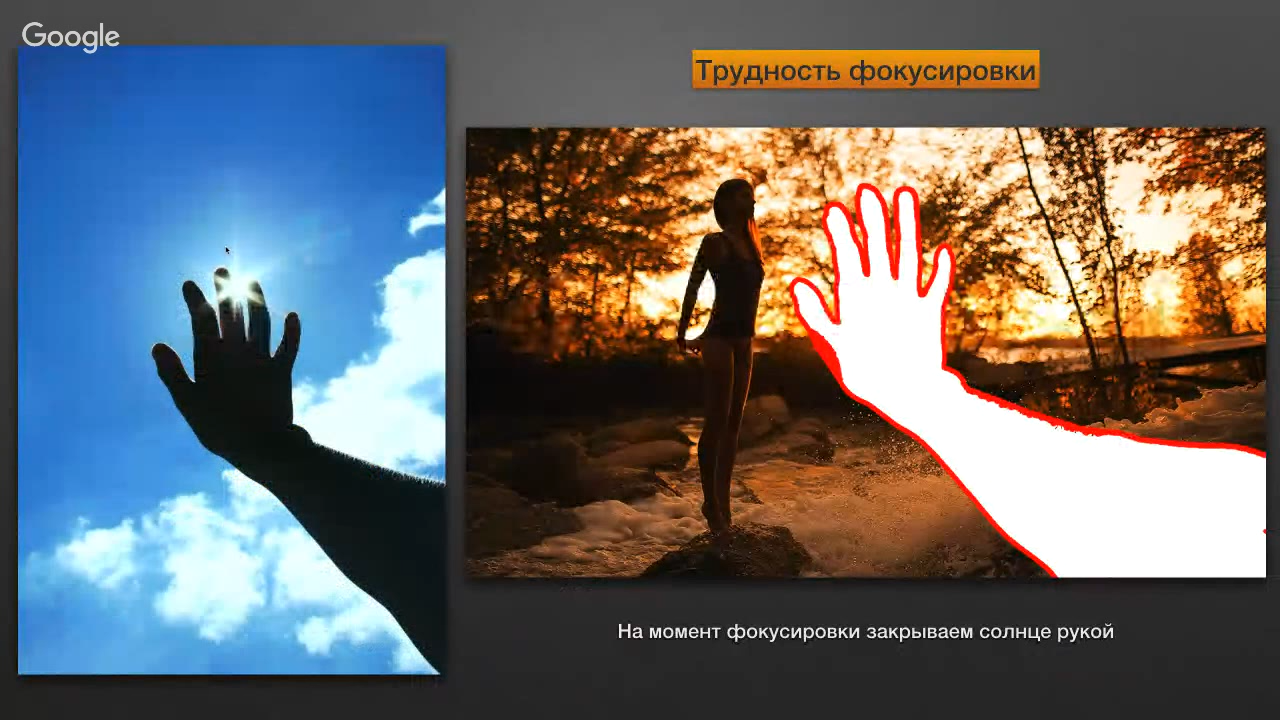 Google
Трудность фокусировки
На момент фокусировки закрываем солнце рукой